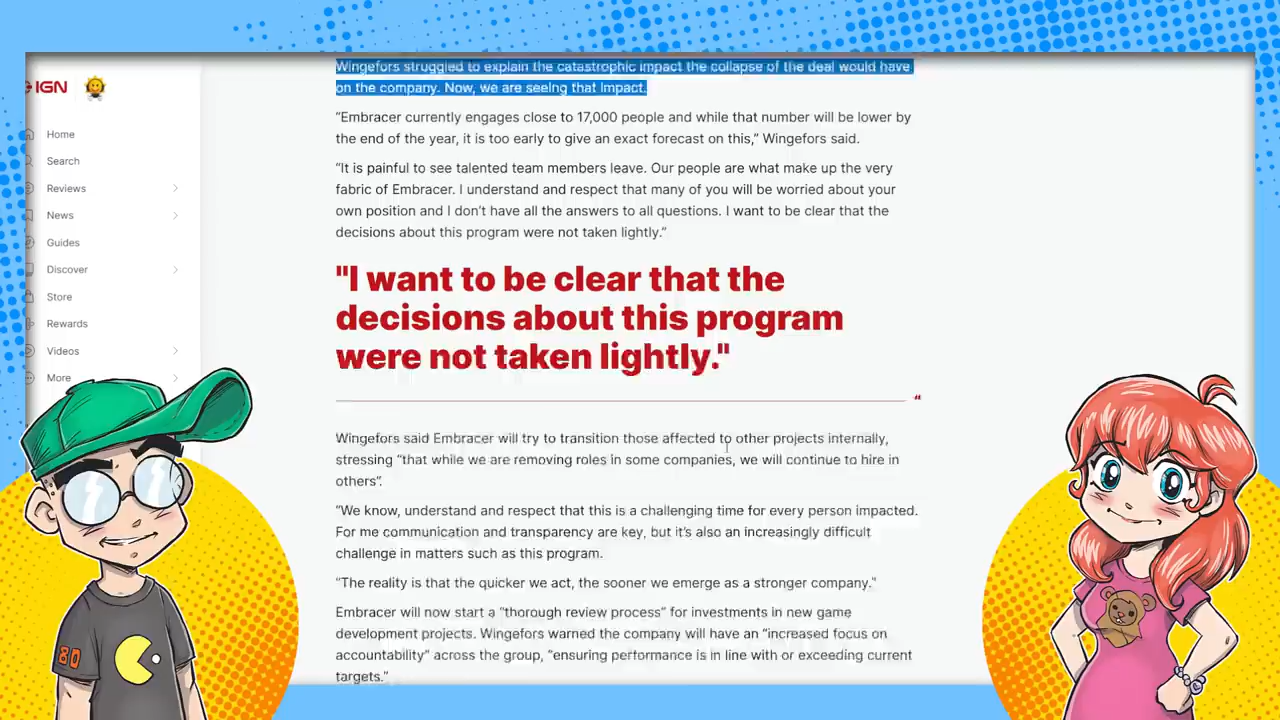 IGN
Home
Search
Reviews
News
Guides
Discover
Store
Rewards
Videos
More
Wingefors struggled to explain the catastrophic impact the collapse of the deal would have
on the company. Now, we are seeing that impact.
“Embracer currently engages close to 17,000 people and while that number will be lower by
the end of the year, it is too early to give an exact forecast on this,” Wingefors said.
“It is painful to see talented team members leave. Our people are what make up the very
fabric of Embracer. I understand and respect that many of you will be worried about your
own position and I don’t have all the answers to all questions. I want to be clear that the
decisions about this program were not taken lightly.”
"I want to be clear that the
decisions about this program
were not taken lightly."
“
Wingefors said Embracer will try to transition those affected to other projects internally,
stressing “that while we are removing roles in some companies, we will continue to hire in
others”.
“We know, understand and respect that this is a challenging time for every person impacted.
For me communication and transparency are key, but it’s also an increasingly difficult
challenge in matters such as this program.
“The reality is that the quicker we act, the sooner we emerge as a stronger company.”
Embracer will now start a “thorough review process” for investments in new game
development projects. Wingefors warned the company will have an “increased focus on
accountability” across the group, “ensuring performance is in line with or exceeding current
targets.”
80